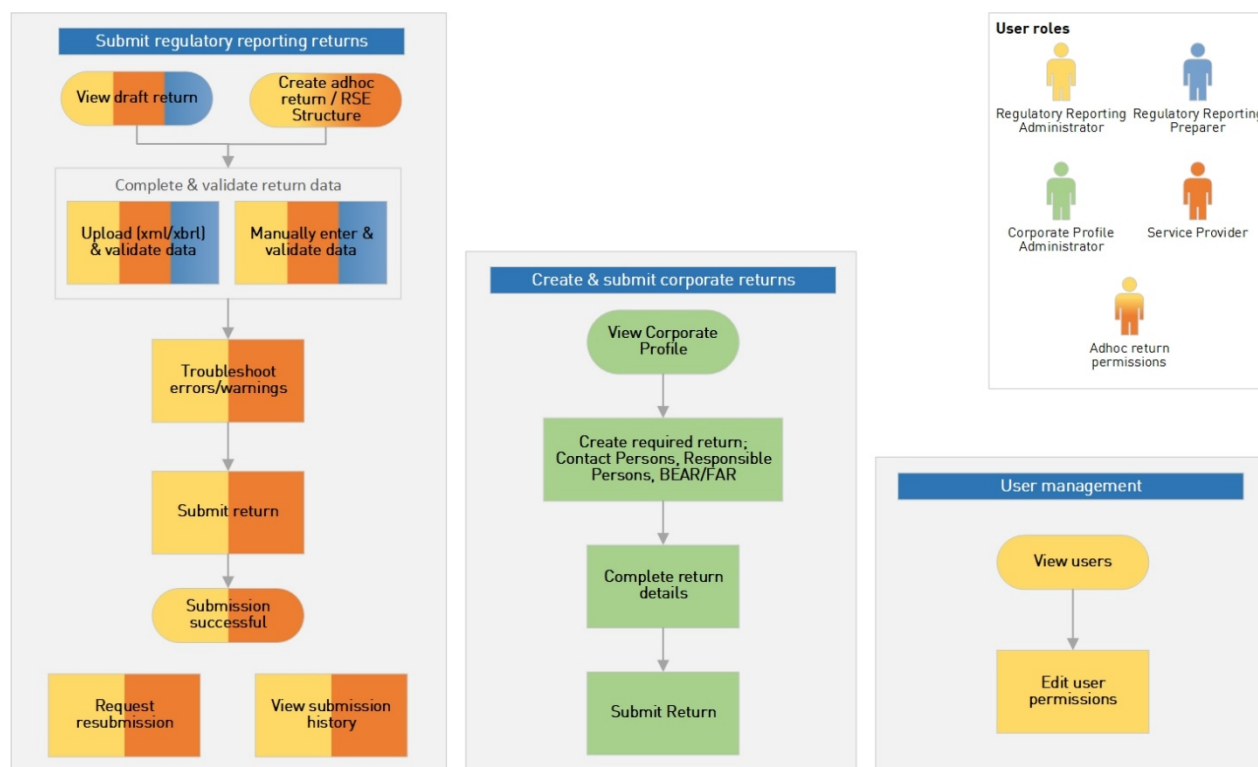 Submit regulatory reporting returns
View draft return
Create adhoc
return / RSE
Structure
Complete & validate return data
Upload (xml/xbrl)
& validate data
Manually enter &
validate data
Troubleshoot
errors/warnings
Submit return
Submission
successful
Request
resubmission
View submission
history
Create & submit corporate returns
View Corporate
Profile
Create required return;
Contact Persons, Responsible
Persons, BEAR/FAR
Complete return
details
Submit Return
User roles
Regulatory Reporting
Administrator
Regulatory Reporting
Preparer
Corporate Profile
Administrator
Service Provider
Adhoc return
permissions
User management
View users
Edit user
permissions